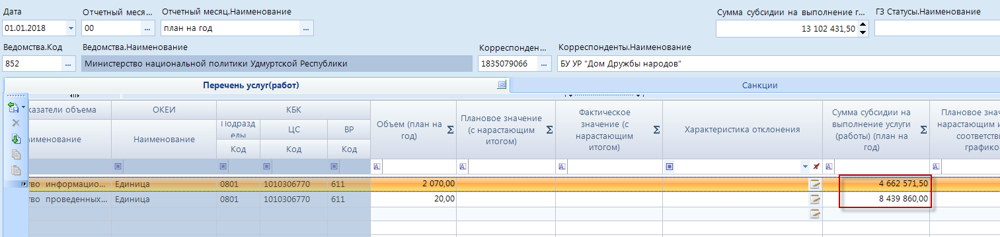 Дата Отчетный меся... Отчетный месяц.Наименование Сумма субсидии на выполнение г... ГЗ Статусы.Наименование
01.01.2018 00 ... план на год ... 13 102 431,50
Ведомства.Код Ведомства.Наименование Корреспонден... Корреспонденты.Наименование
852 ... Министерство национальной политики Удмуртской Республики 1835079066 ... БУ УР "Дом Дружбы народов"
Перечень услуг(работ) Санкции
казатели объема ОКЕИ КБК
Объем (план на год) Σ
Плановое значение (с нарастающим итогом) Σ
Фактическое значение (с нарастающим итогом) Σ
Характеристика отклонения
Сумма субсидии на выполнение услуги (работы) (план на год) Σ
Плановое знач
нарастающим и
соответстви
графико
аименование Наименование Подразд
елы ЦС ВР
Код Код Код
тво информацио... Единица 0801 1010306770 611 2 070,00 4 662 571,50
тво проведенных... Единица 0801 1010306770 611 20,00 8 439 860,00